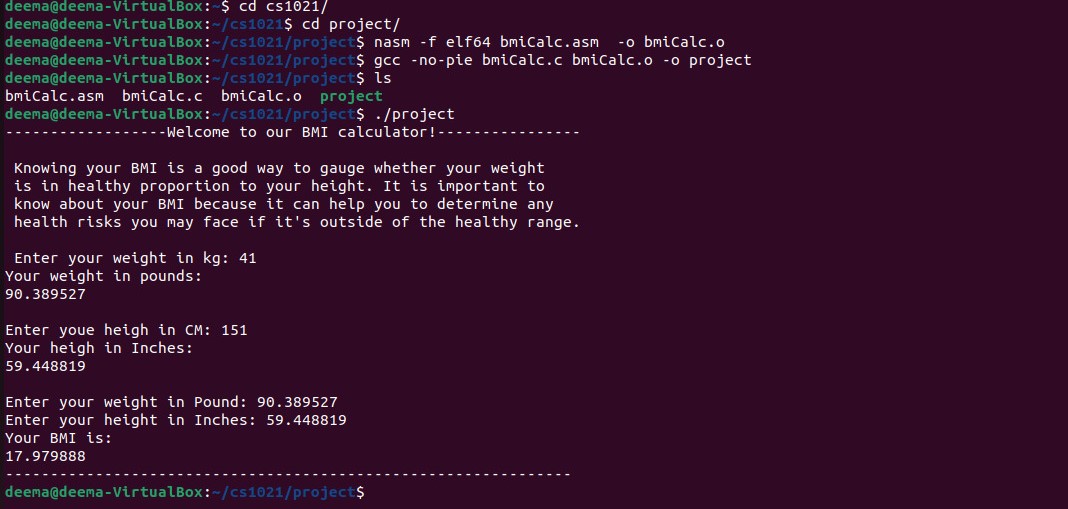 deema@deema-VirtualBox:~$ cd cs1021/
deema@deema-VirtualBox:~/cs1021$ cd project/
deema@deema-VirtualBox:~/cs1021/project$ nasm -f elf64 bmiCalc.asm  -o bmiCalc.o
deema@deema-VirtualBox:~/cs1021/project$ gcc -no-pie bmiCalc.c bmiCalc.o -o project
deema@deema-VirtualBox:~/cs1021/project$ ls
bmiCalc.asm  bmiCalc.c  bmiCalc.o  project
deema@deema-VirtualBox:~/cs1021/project$ ./project
------------------Welcome to our BMI calculator!----------------
Knowing your BMI is a good way to gauge whether your weight
is in healthy proportion to your height. It is important to
know about your BMI because it can help you to determine any
health risks you may face if it's outside of the healthy range.
Enter your weight in kg: 41
Your weight in pounds:
90.389527
Enter youe heigh in CM: 151
Your heigh in Inches:
59.448819
Enter your weight in Pound: 90.389527
Enter your height in Inches: 59.448819
Your BMI is:
17.979888
---------------------------------------------------------------
deema@deema-VirtualBox:~/cs1021/project$